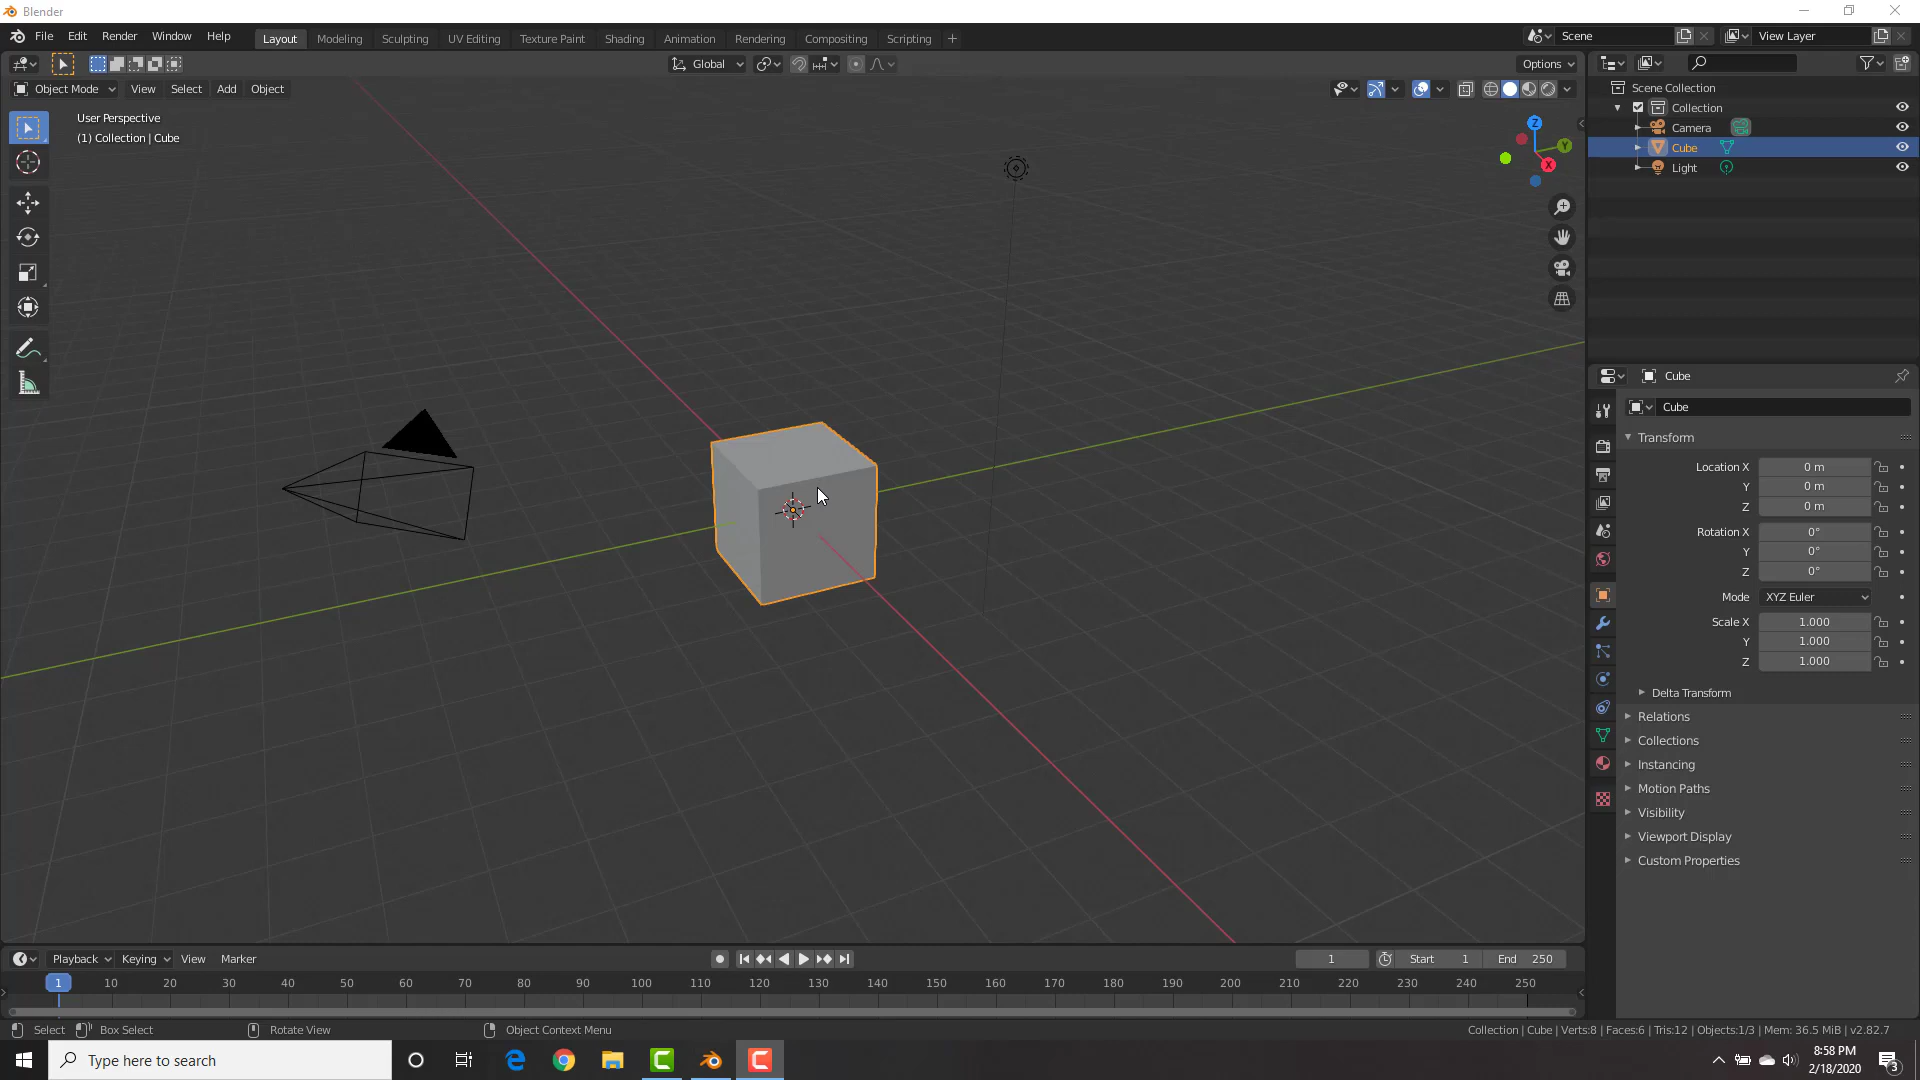 Blender
File Edit Render Window Help
Layout Modeling Sculpting UV Editing Texture Paint Shading Animation Rendering Compositing Scripting +
Scene
View Layer
Global
Options
Object Mode View Select Add Object
User Perspective
(1) Collection | Cube
Z
Y
X
Scene Collection
Collection
Camera
Cube
Light
Cube
Cube
Transform
Location X 0 m
Y 0 m
Z 0 m
Rotation X 0°
Y 0°
Z 0°
Mode XYZ Euler
Scale X 1.000
Y 1.000
Z 1.000
Delta Transform
Relations
Collections
Instancing
Motion Paths
Visibility
Viewport Display
Custom Properties
Playback Keying View Marker
1 Start 1 End 250
1 10 20 30 40 50 60 70 80 90 100 110 120 130 140 150 160 170 180 190 200 210 220 230 240 250
Select Box Select Rotate View Object Context Menu
Collection | Cube | Verts:8 | Faces:6 | Tris:12 | Objects:1/3 | Mem: 36.5 MiB | v2.82.7
Type here to search
8:58 PM
2/18/2020
3